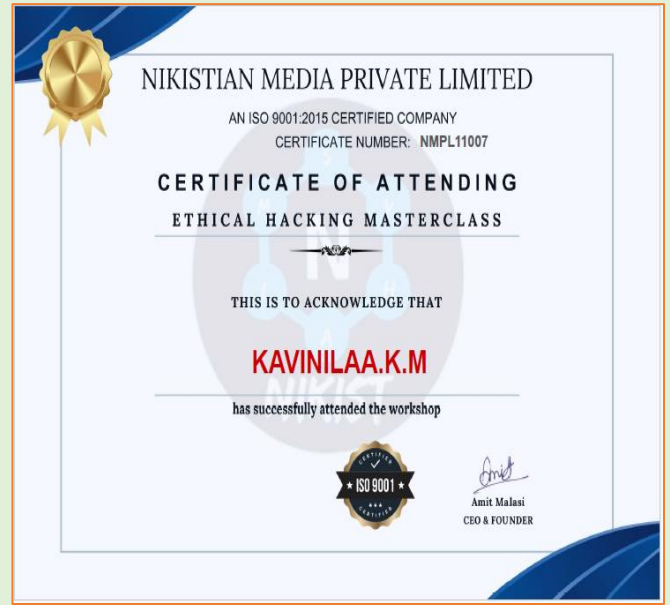 NIKISTIAN MEDIA PRIVATE LIMITED
AN ISO 9001:2015 CERTIFIED COMPANY
CERTIFICATE NUMBER: NMPL11007
CERTIFICATE OF ATTENDING
ETHICAL HACKING MASTERCLASS
N
THIS IS TO ACKNOWLEDGE THAT
KAVINILAA.K.M
NIKIST
has successfully attended the workshop
CERTIFIED
ISO 9001
CERTIFIED
Amit
Amit Malasi
CEO & FOUNDER